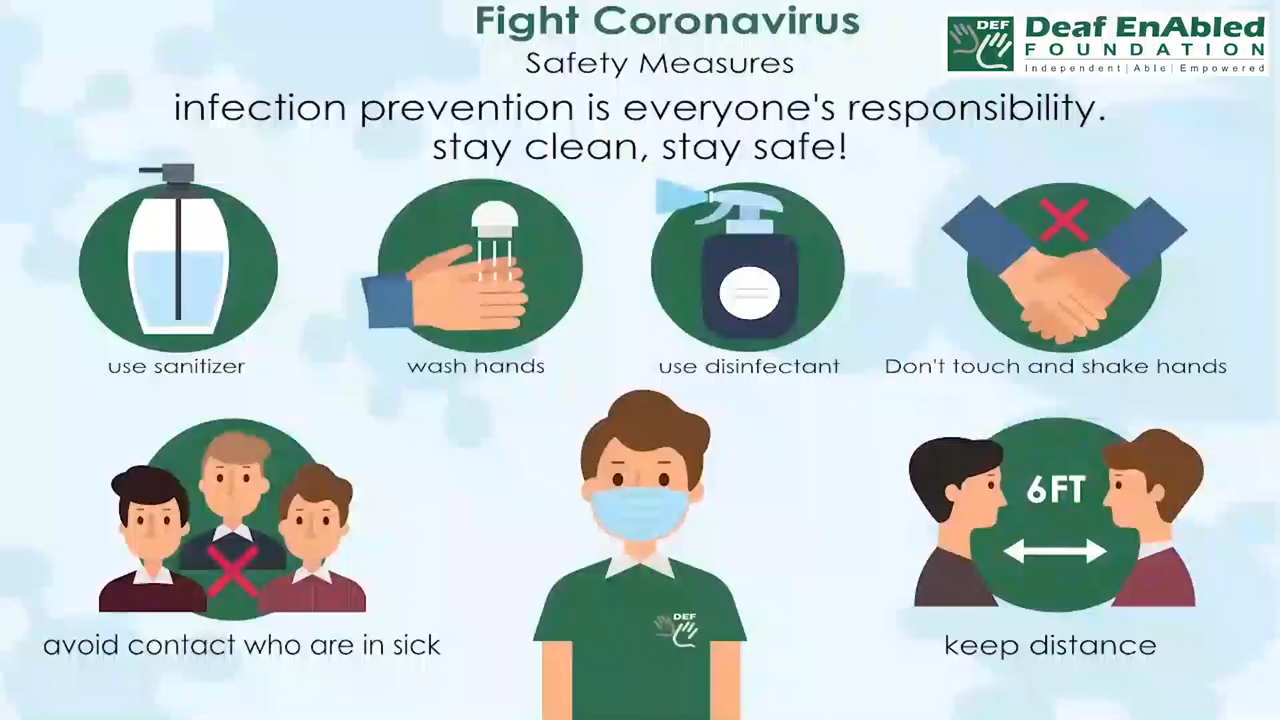 Fight Coronavirus
Safety Measures
DEF
Deaf EnAbled
FOUNDATION
Independent | Able | Empowered
infection prevention is everyone's responsibility.
stay clean, stay safe!
use sanitizer
wash hands
use disinfectant
Don't touch and shake hands
6FT
DEF
avoid contact who are in sick
keep distance